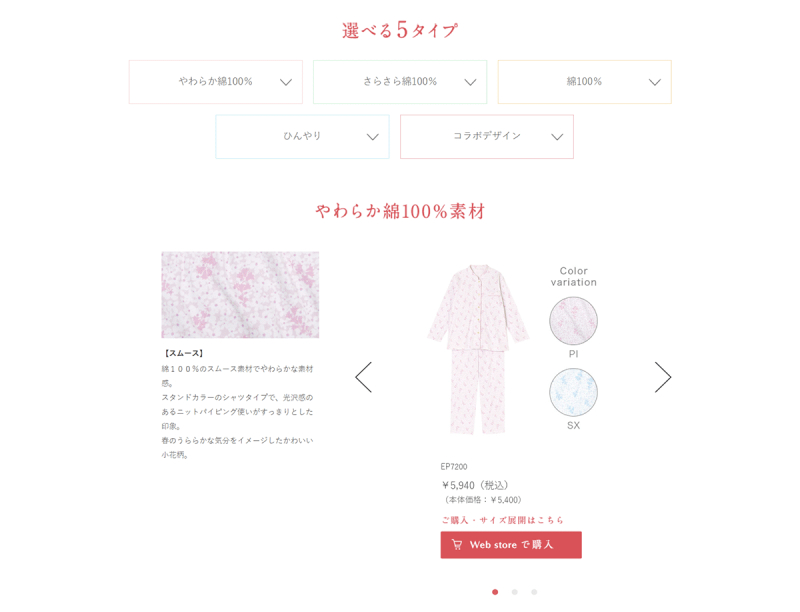 選べる5タイプ
やわらか綿100%
さらさら綿100%
綿100%
ひんやり
コラボデザイン
やわらか綿100%素材
【スムース】
綿１００％のスムース素材でやわらかな素材
感。
スタンドカラーのシャツタイプで、光沢感の
あるニットパイピング使いがすっきりとした
印象。
春のうららかな気分をイメージしたかわいい
小花柄。
Color
variation
PI
SX
EP7200
￥5,940（税込）
（本体価格：￥5,400）
ご購入・サイズ展開はこちら
Web store で購入